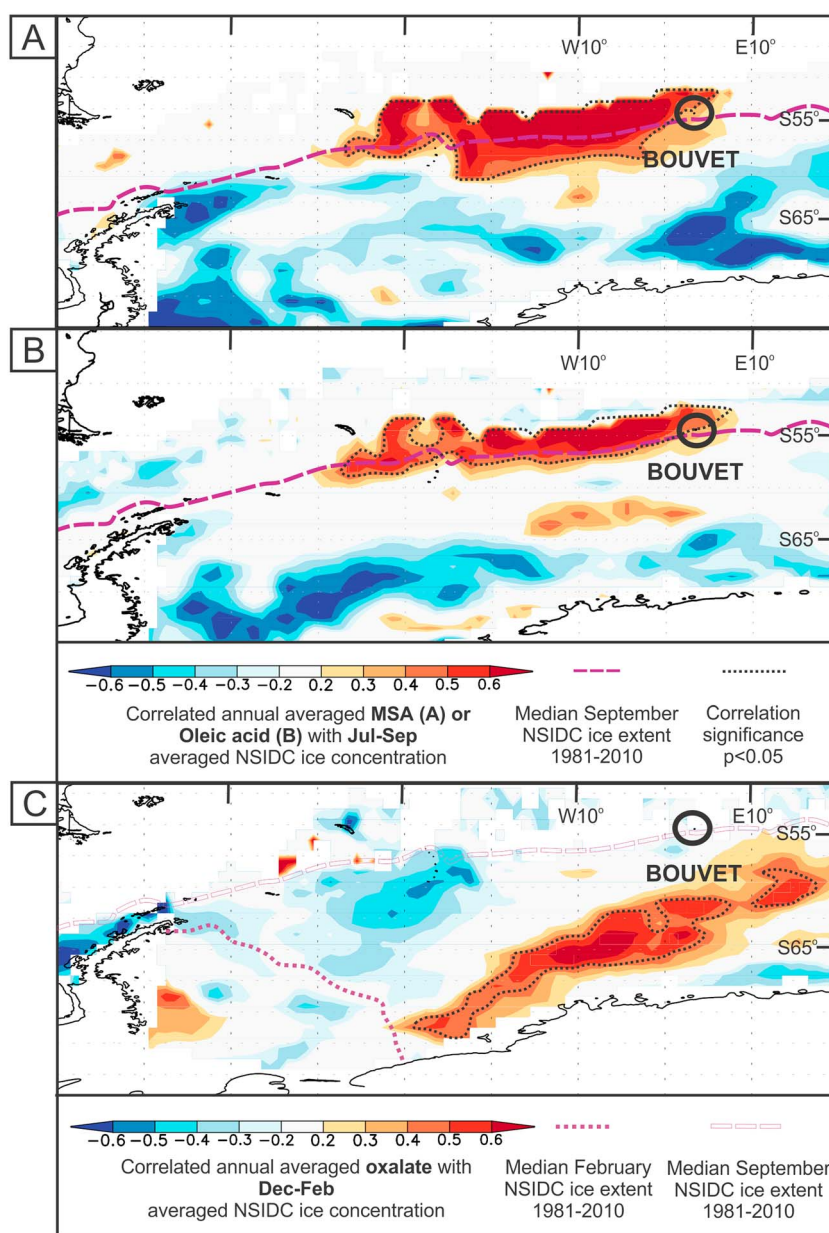 A
W10°
E10°
S55°
BOUVET
S65°
B
W10°
E10°
S55°
BOUVET
S65°
-0.6 -0.5 -0.4 -0.3 -0.2 0.2 0.3 0.4 0.5 0.6
Correlated annual averaged MSA (A) or
Oleic acid (B) with Jul-Sep
averaged NSIDC ice concentration
Median September
NSIDC ice extent
1981-2010
Correlation
significance
p<0.05
C
W10°
E10°
S55°
BOUVET
S65°
-0.6 -0.5 -0.4 -0.3 -0.2 0.2 0.3 0.4 0.5 0.6
Correlated annual averaged oxalate with
Dec-Feb
averaged NSIDC ice concentration
Median February
NSIDC ice extent
1981-2010
Median September
NSIDC ice extent
1981-2010